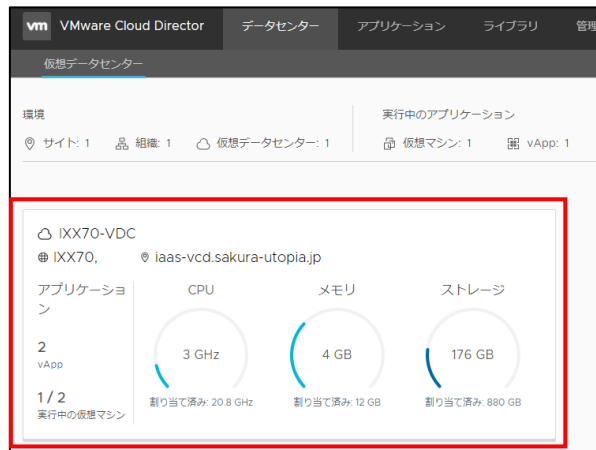 vm VMware Cloud Director データセンター アプリケーション ライブラリ 管理
仮想データセンター
環境 実行中のアプリケーション
サイト: 1 組織: 1 仮想データセンター: 1 仮想マシン: 1 vApp: 1
IXX70-VDC
IXX70, iaas-vcd.sakura-utopia.jp
アプリケーショ
ン
2
vApp
1 / 2
実行中の仮想マシン
CPU
3 GHz
割り当て済み: 20.8 GHz
メモリ
4 GB
割り当て済み: 12 GB
ストレージ
176 GB
割り当て済み: 880 GB